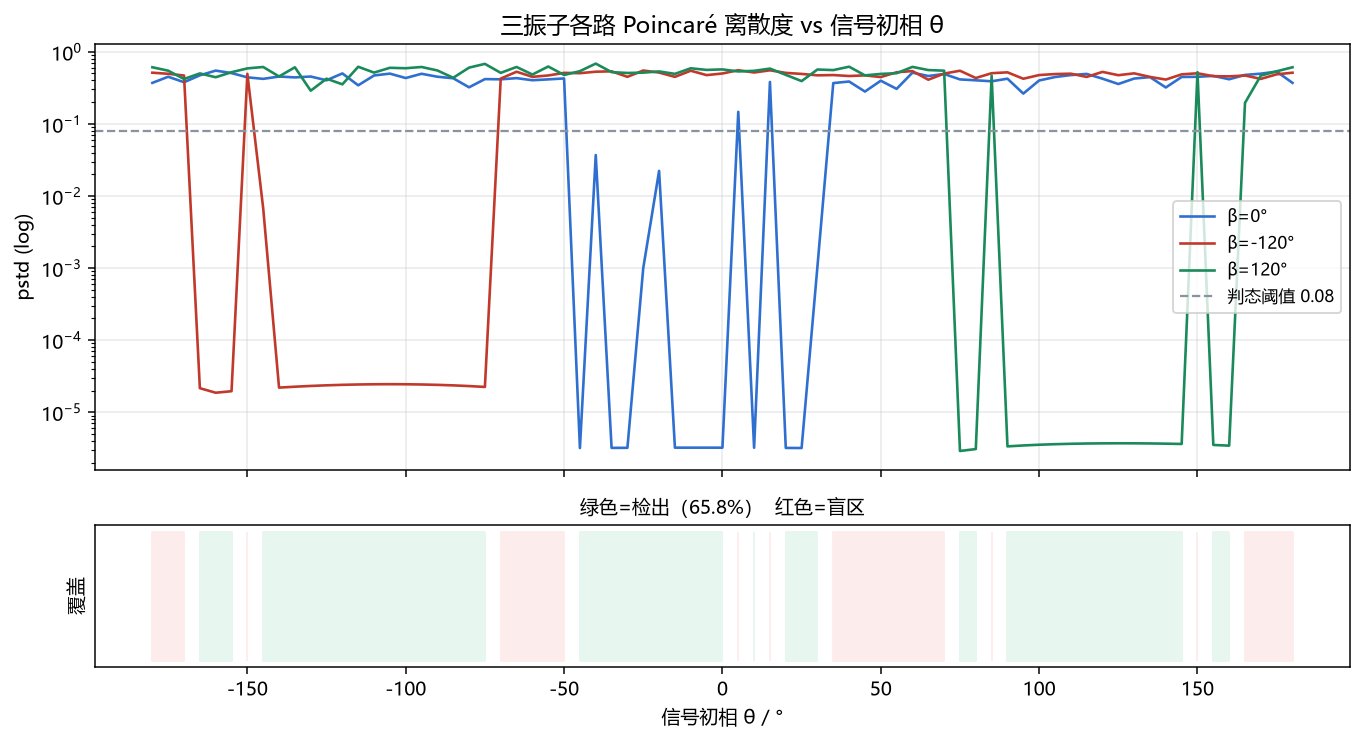 三振子各路 Poincaré 离散度 vs 信号初相 θ
pstd (log)
10⁰
10⁻¹
10⁻²
10⁻³
10⁻⁴
10⁻⁵
β=0°
β=-120°
β=120°
判态阈值 0.08
绿色=检出（65.8%） 红色=盲区
覆盖
-150
-100
-50
0
50
100
150
信号初相 θ / °